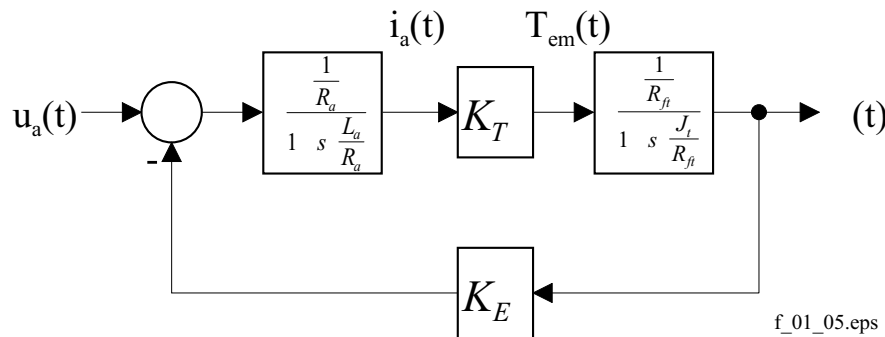 i_a(t)
T_em(t)
u_a(t)
1
R_a
1 s L_a
R_a
K_T
1
R_ft
1 s J_t
R_ft
(t)
-
K_E
f_01_05.eps